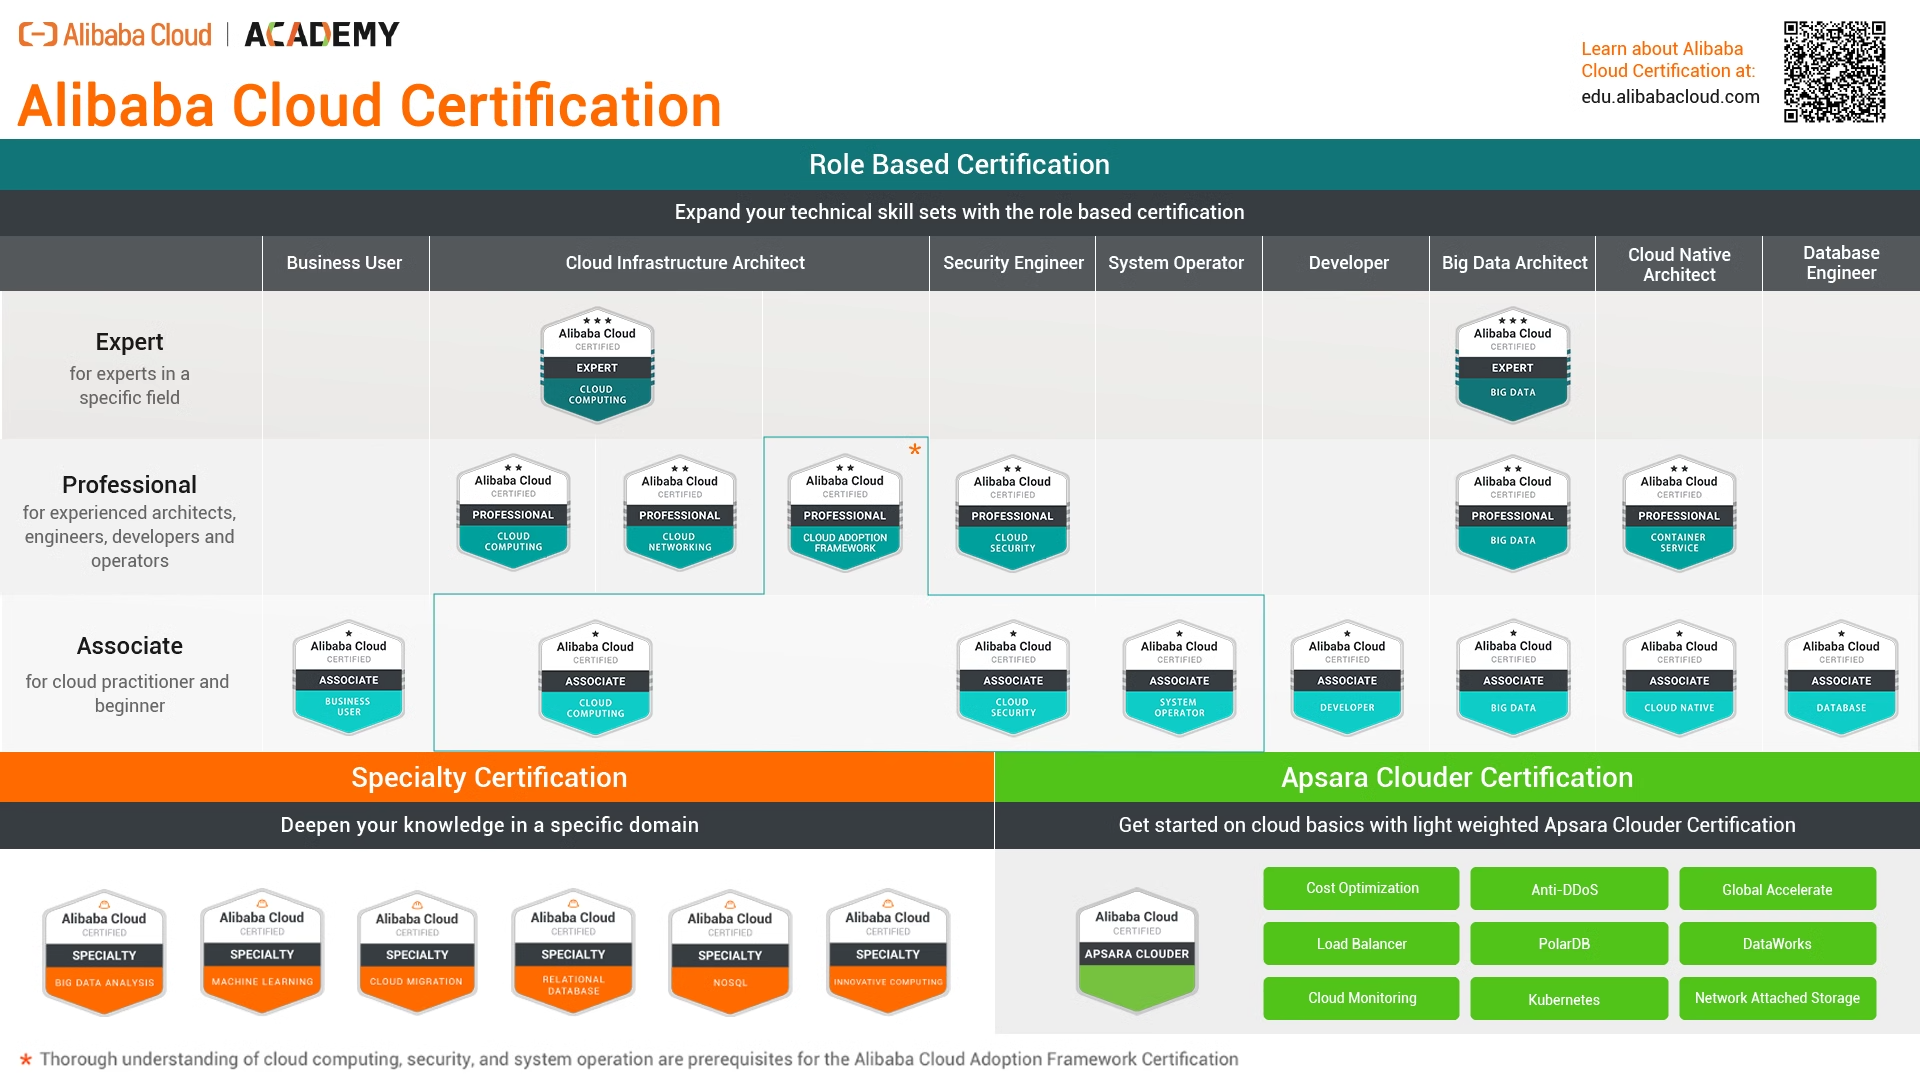 Alibaba Cloud | ACADEMY
Learn about Alibaba
Cloud Certification at:
edu.alibabacloud.com
Alibaba Cloud Certification
Role Based Certification
Expand your technical skill sets with the role based certification
Business User
Cloud Infrastructure Architect
Security Engineer
System Operator
Developer
Big Data Architect
Cloud Native
Architect
Database
Engineer
Expert
for experts in a
specific field
Alibaba Cloud
CERTIFIED
EXPERT
CLOUD
COMPUTING
Alibaba Cloud
CERTIFIED
EXPERT
BIG DATA
Professional
for experienced architects,
engineers, developers and
operators
Alibaba Cloud
CERTIFIED
PROFESSIONAL
CLOUD
COMPUTING
Alibaba Cloud
CERTIFIED
PROFESSIONAL
CLOUD
NETWORKING
*
Alibaba Cloud
CERTIFIED
PROFESSIONAL
CLOUD ADOPTION
FRAMEWORK
Alibaba Cloud
CERTIFIED
PROFESSIONAL
CLOUD
SECURITY
Alibaba Cloud
CERTIFIED
PROFESSIONAL
BIG DATA
Alibaba Cloud
CERTIFIED
PROFESSIONAL
CONTAINER
SERVICE
Associate
for cloud practitioner and
beginner
Alibaba Cloud
CERTIFIED
ASSOCIATE
BUSINESS
USER
Alibaba Cloud
CERTIFIED
ASSOCIATE
CLOUD
COMPUTING
Alibaba Cloud
CERTIFIED
ASSOCIATE
CLOUD
SECURITY
Alibaba Cloud
CERTIFIED
ASSOCIATE
SYSTEM
OPERATOR
Alibaba Cloud
CERTIFIED
ASSOCIATE
DEVELOPER
Alibaba Cloud
CERTIFIED
ASSOCIATE
BIG DATA
Alibaba Cloud
CERTIFIED
ASSOCIATE
CLOUD NATIVE
Alibaba Cloud
CERTIFIED
ASSOCIATE
DATABASE
Specialty Certification
Deepen your knowledge in a specific domain
Alibaba Cloud
CERTIFIED
SPECIALTY
BIG DATA ANALYSIS
Alibaba Cloud
CERTIFIED
SPECIALTY
MACHINE LEARNING
Alibaba Cloud
CERTIFIED
SPECIALTY
CLOUD MIGRATION
Alibaba Cloud
CERTIFIED
SPECIALTY
RELATIONAL
DATABASE
Alibaba Cloud
CERTIFIED
SPECIALTY
NOSQL
Alibaba Cloud
CERTIFIED
SPECIALTY
INNOVATIVE COMPUTING
Apsara Clouder Certification
Get started on cloud basics with light weighted Apsara Clouder Certification
Alibaba Cloud
CERTIFIED
APSARA CLOUDER
Cost Optimization
Anti-DDoS
Global Accelerate
Load Balancer
PolarDB
DataWorks
Cloud Monitoring
Kubernetes
Network Attached Storage
* Thorough understanding of cloud computing, security, and system operation are prerequisites for the Alibaba Cloud Adoption Framework Certification